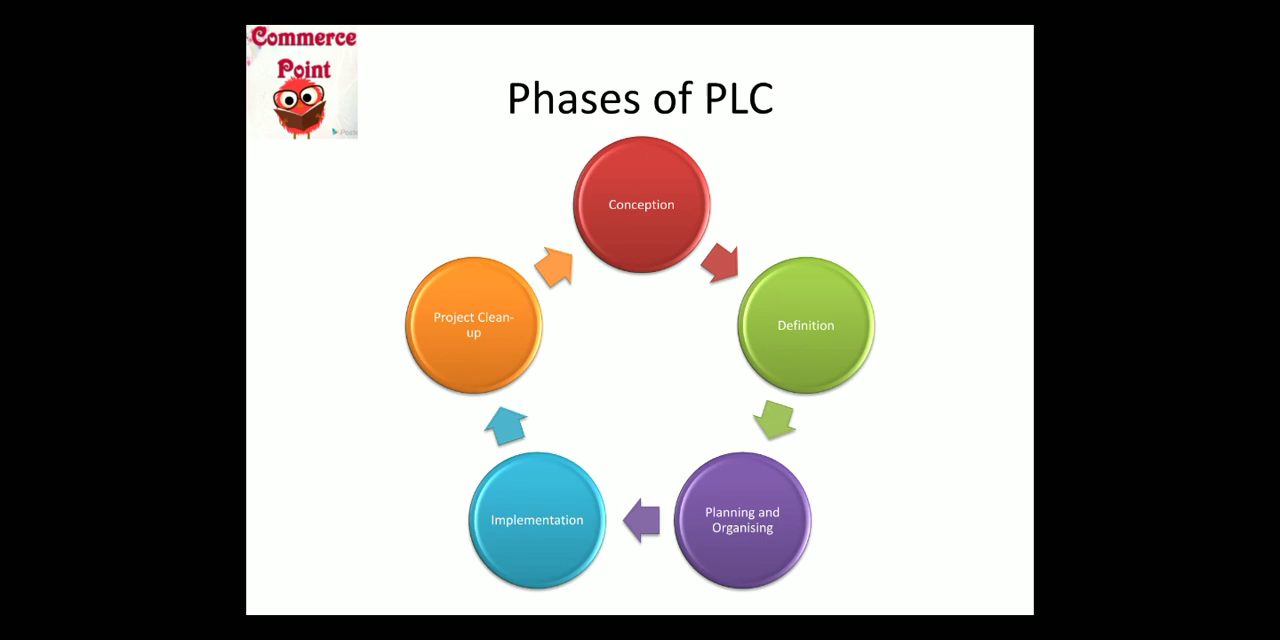 Commerce
Point
Phases of PLC
Conception
Definition
Planning and
Organising
Implementation
Project Clean-
up